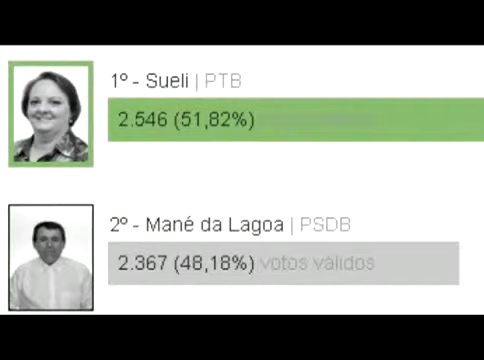 1º - Sueli | PTB
2.546 (51,82%)
2º - Mané da Lagoa | PSDB
2.367 (48,18%) votos válidos